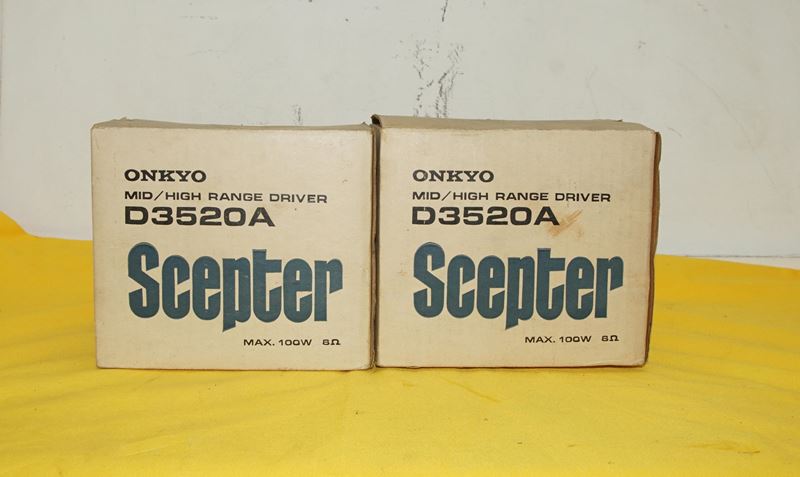 ONKYO
MID/HIGH RANGE DRIVER
D3520A
Scepter
MAX. 100W 8Ω
ONKYO
MID/HIGH RANGE DRIVER
D3520A
Scepter
MAX. 100W 8Ω